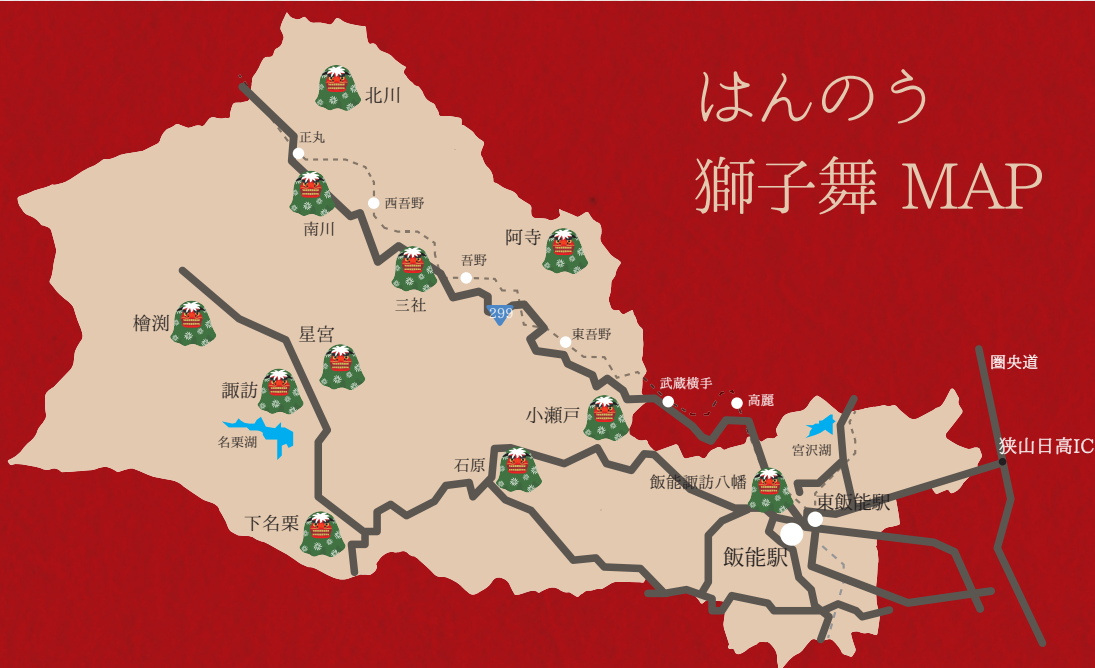 はんのう
獅子舞 MAP
北川
正丸
西吾野
南川
阿寺
吾野
三社
299
檜渕
星宮
東吾野
圏央道
諏訪
武蔵横手
高麗
小瀬戸
名栗湖
宮沢湖
狭山日高IC
石原
飯能諏訪八幡
東飯能駅
下名栗
飯能駅